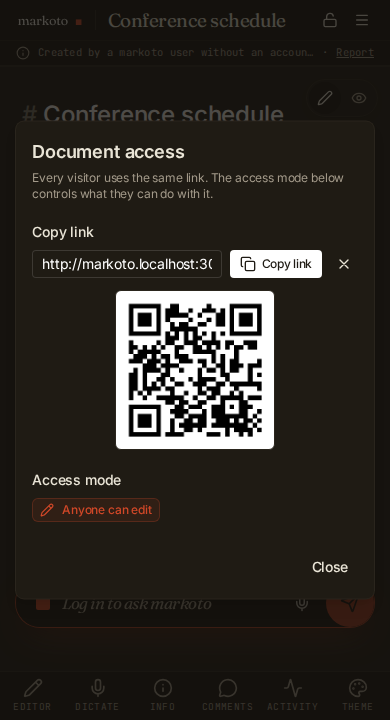 markoto
Conference schedule
Created by a markoto user without an accoun… · Report
# Conference schedule
Document access
Every visitor uses the same link. The access mode below
controls what they can do with it.
Copy link
http://markoto.localhost:30
Copy link
Access mode
Anyone can edit
Close
Log in to ask markoto
EDITOR
DICTATE
INFO
COMMENTS
ACTIVITY
THEME